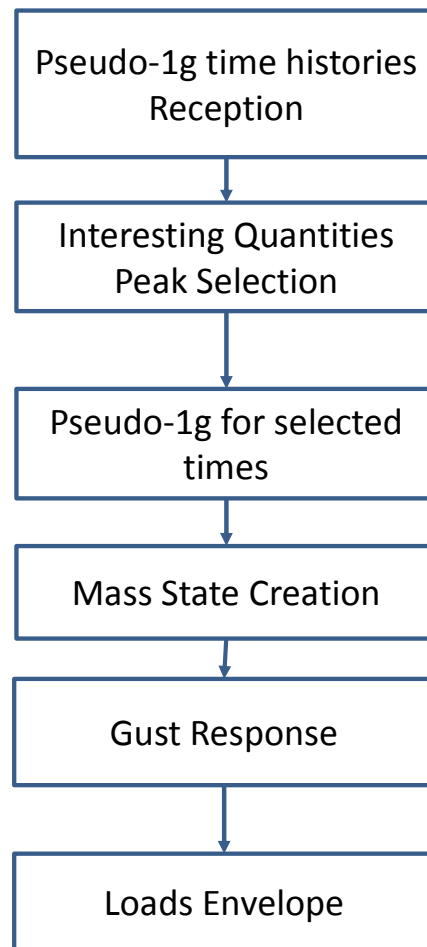 Pseudo-1g time histories
Reception
Interesting Quantities
Peak Selection
Pseudo-1g for selected
times
Mass State Creation
Gust Response
Loads Envelope